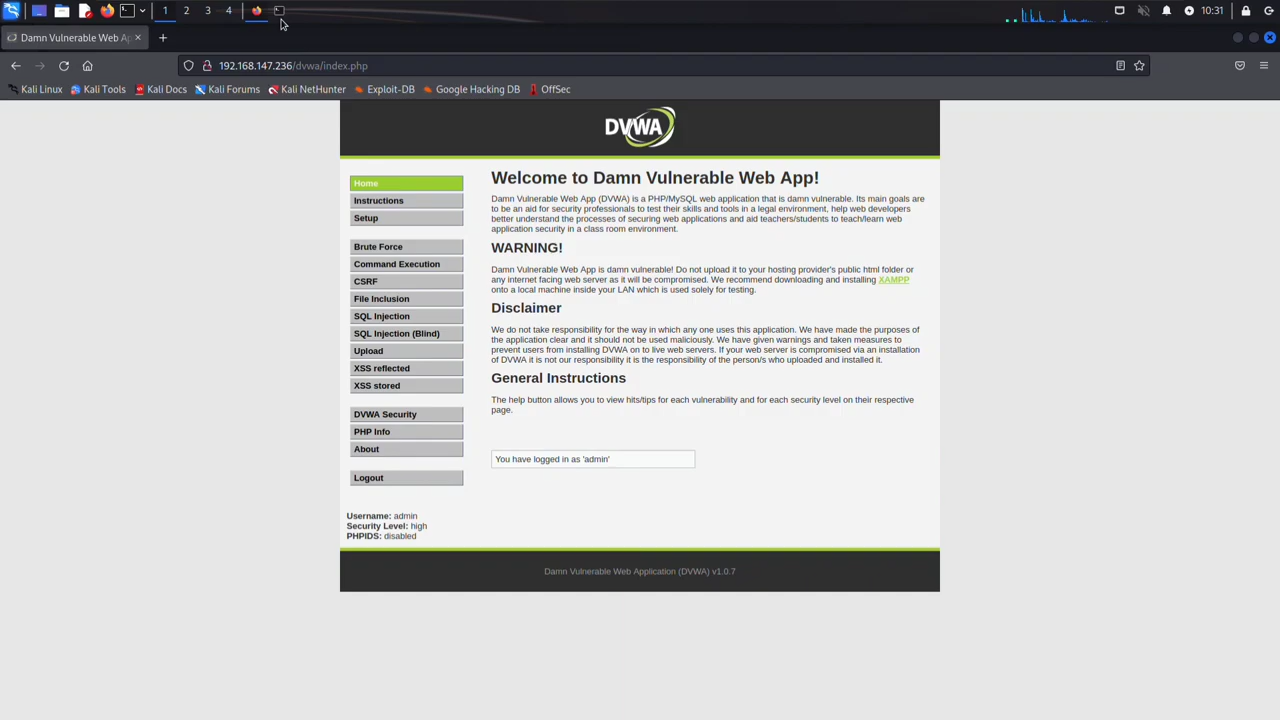 1 2 3 4
10:31
Damn Vulnerable Web Ap
192.168.147.236/dvwa/index.php
Kali Linux Kali Tools Kali Docs Kali Forums Kali NetHunter Exploit-DB Google Hacking DB OffSec
DVWA
Home
Instructions
Setup
Brute Force
Command Execution
CSRF
File Inclusion
SQL Injection
SQL Injection (Blind)
Upload
XSS reflected
XSS stored
DVWA Security
PHP Info
About
Logout
Username: admin
Security Level: high
PHPIDS: disabled
Welcome to Damn Vulnerable Web App!
Damn Vulnerable Web App (DVWA) is a PHP/MySQL web application that is damn vulnerable. Its main goals are
to be an aid for security professionals to test their skills and tools in a legal environment, help web developers
better understand the processes of securing web applications and aid teachers/students to teach/learn web
application security in a class room environment.
WARNING!
Damn Vulnerable Web App is damn vulnerable! Do not upload it to your hosting provider's public html folder or
any internet facing web server as it will be compromised. We recommend downloading and installing XAMPP
onto a local machine inside your LAN which is used solely for testing.
Disclaimer
We do not take responsibility for the way in which any one uses this application. We have made the purposes of
the application clear and it should not be used maliciously. We have given warnings and taken measures to
prevent users from installing DVWA on to live web servers. If your web server is compromised via an installation
of DVWA it is not our responsibility it is the responsibility of the person/s who uploaded and installed it.
General Instructions
The help button allows you to view hits/tips for each vulnerability and for each security level on their respective
page.
You have logged in as 'admin'
Damn Vulnerable Web Application (DVWA) v1.0.7